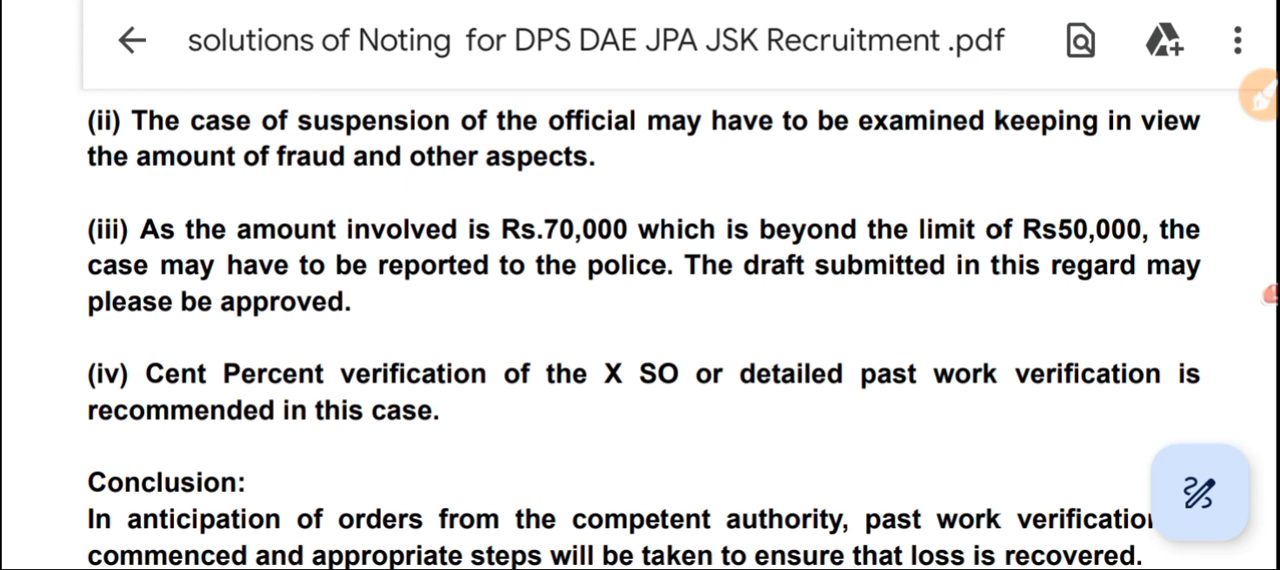 solutions of Noting for DPS DAE JPA JSK Recruitment .pdf
(ii) The case of suspension of the official may have to be examined keeping in view
the amount of fraud and other aspects.
(iii) As the amount involved is Rs.70,000 which is beyond the limit of Rs50,000, the
case may have to be reported to the police. The draft submitted in this regard may
please be approved.
(iv) Cent Percent verification of the X SO or detailed past work verification is
recommended in this case.
Conclusion:
In anticipation of orders from the competent authority, past work
commenced and appropriate steps will be taken to ensure that loss is recovered.